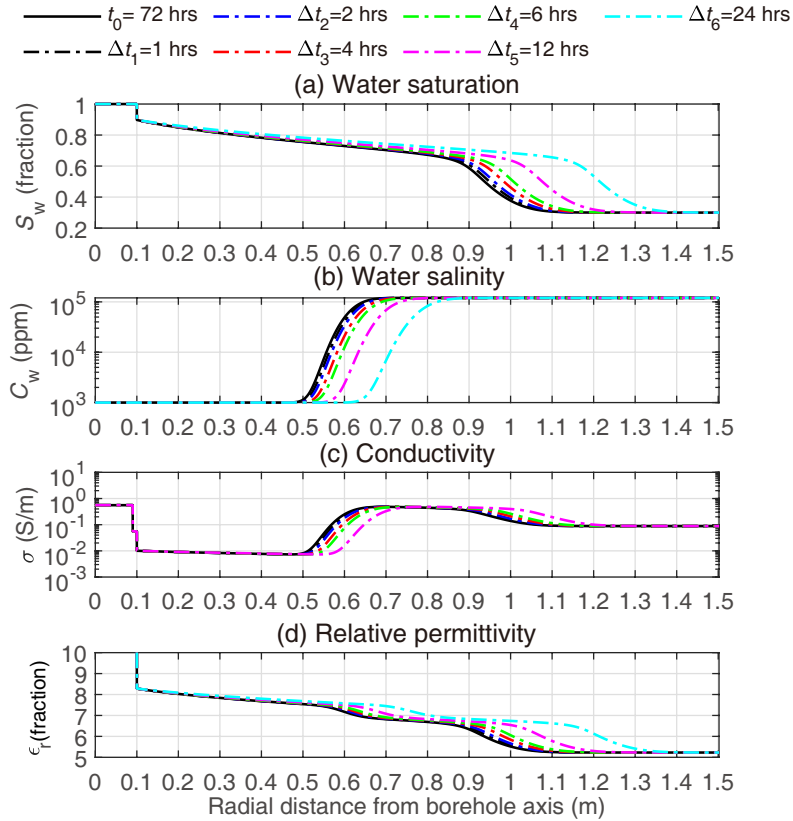 t₀= 72 hrs Δt₂=2 hrs Δt₄=6 hrs Δt₆=24 hrs
Δt₁=1 hrs Δt₃=4 hrs Δt₅=12 hrs
(a) Water saturation
S_w (fraction)
1
0.8
0.6
0.4
0.2
0 0.1 0.2 0.3 0.4 0.5 0.6 0.7 0.8 0.9 1 1.1 1.2 1.3 1.4 1.5
(b) Water salinity
C_w (ppm)
10⁵
10⁴
10³
0 0.1 0.2 0.3 0.4 0.5 0.6 0.7 0.8 0.9 1 1.1 1.2 1.3 1.4 1.5
(c) Conductivity
σ (S/m)
10¹
10⁰
10⁻¹
10⁻²
10⁻³
0 0.1 0.2 0.3 0.4 0.5 0.6 0.7 0.8 0.9 1 1.1 1.2 1.3 1.4 1.5
(d) Relative permittivity
ϵ_r(fraction)
10
9
8
7
6
5
0 0.1 0.2 0.3 0.4 0.5 0.6 0.7 0.8 0.9 1 1.1 1.2 1.3 1.4 1.5
Radial distance from borehole axis (m)